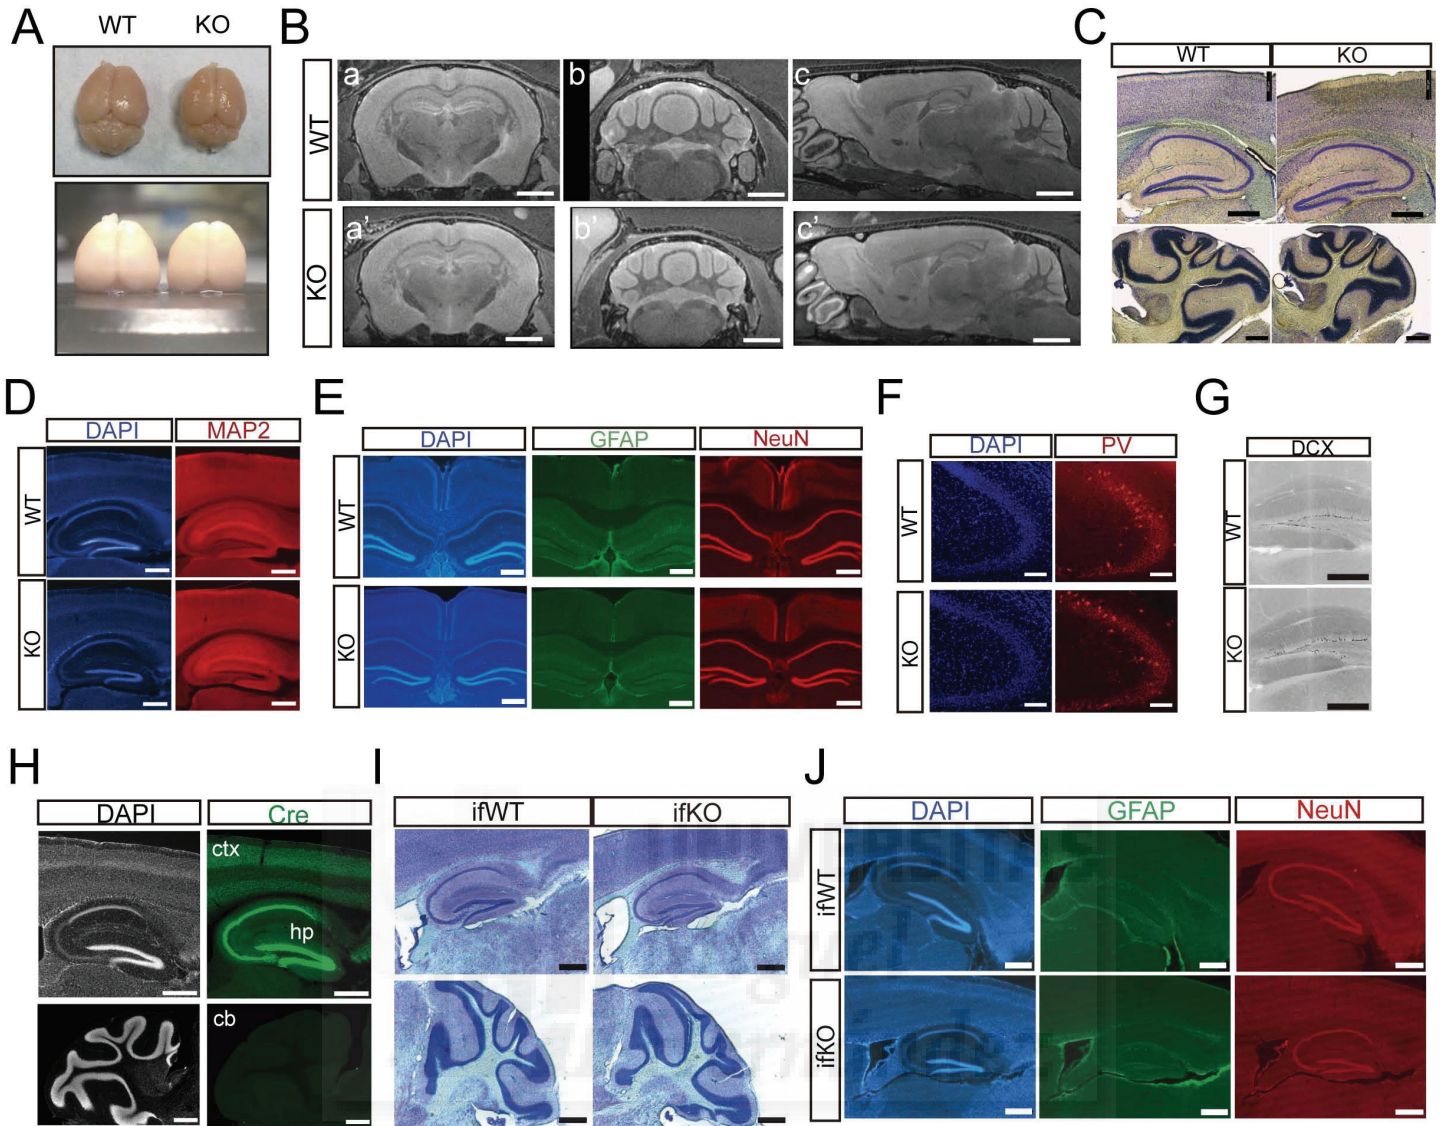 A
WT KO
B
WT
a
b
c
KO
a'
b'
c'
C
WT KO
D
DAPI MAP2
WT
KO
E
DAPI GFAP NeuN
WT
KO
F
DAPI PV
WT
KO
G
DCX
WT
KO
H
DAPI Cre
ctx
hp
cb
I
ifWT ifKO
J
DAPI GFAP NeuN
ifWT
ifKO